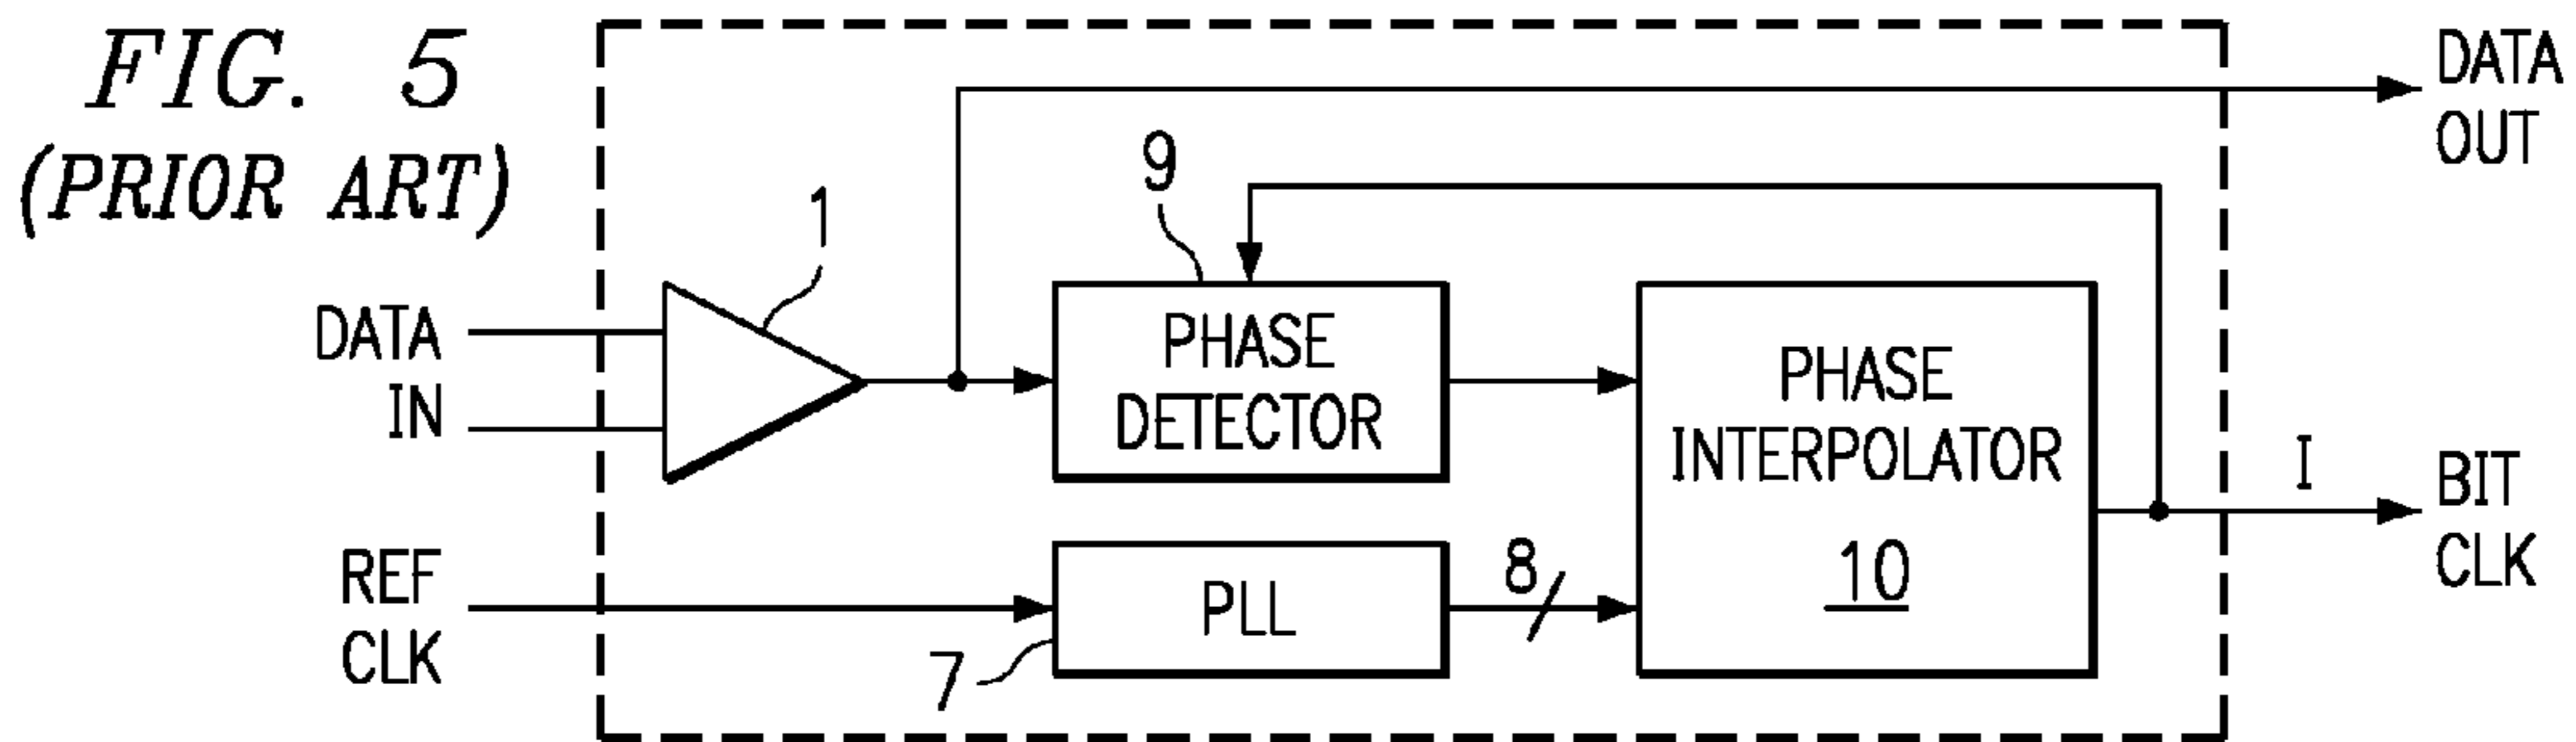 FIG. 5
(PRIOR ART)
DATA
OUT
9
1
DATA
IN
PHASE
DETECTOR
PHASE
INTERPOLATOR
10
I
BIT
CLK
REF
CLK
PLL
7
8